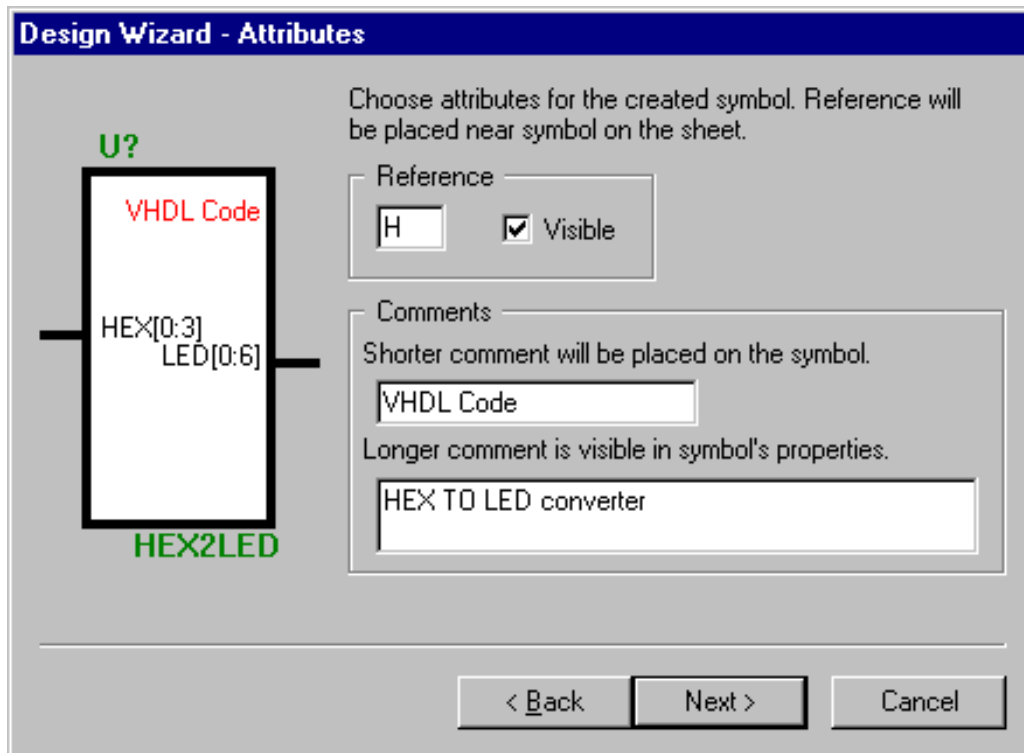 Design Wizard - Attributes
Choose attributes for the created symbol. Reference will
be placed near symbol on the sheet.
U?
VHDL Code
HEX[0:3]
LED[0:6]
HEX2LED
Reference
H
Visible
Comments
Shorter comment will be placed on the symbol.
VHDL Code
Longer comment is visible in symbol's properties.
HEX TO LED converter
< Back
Next >
Cancel